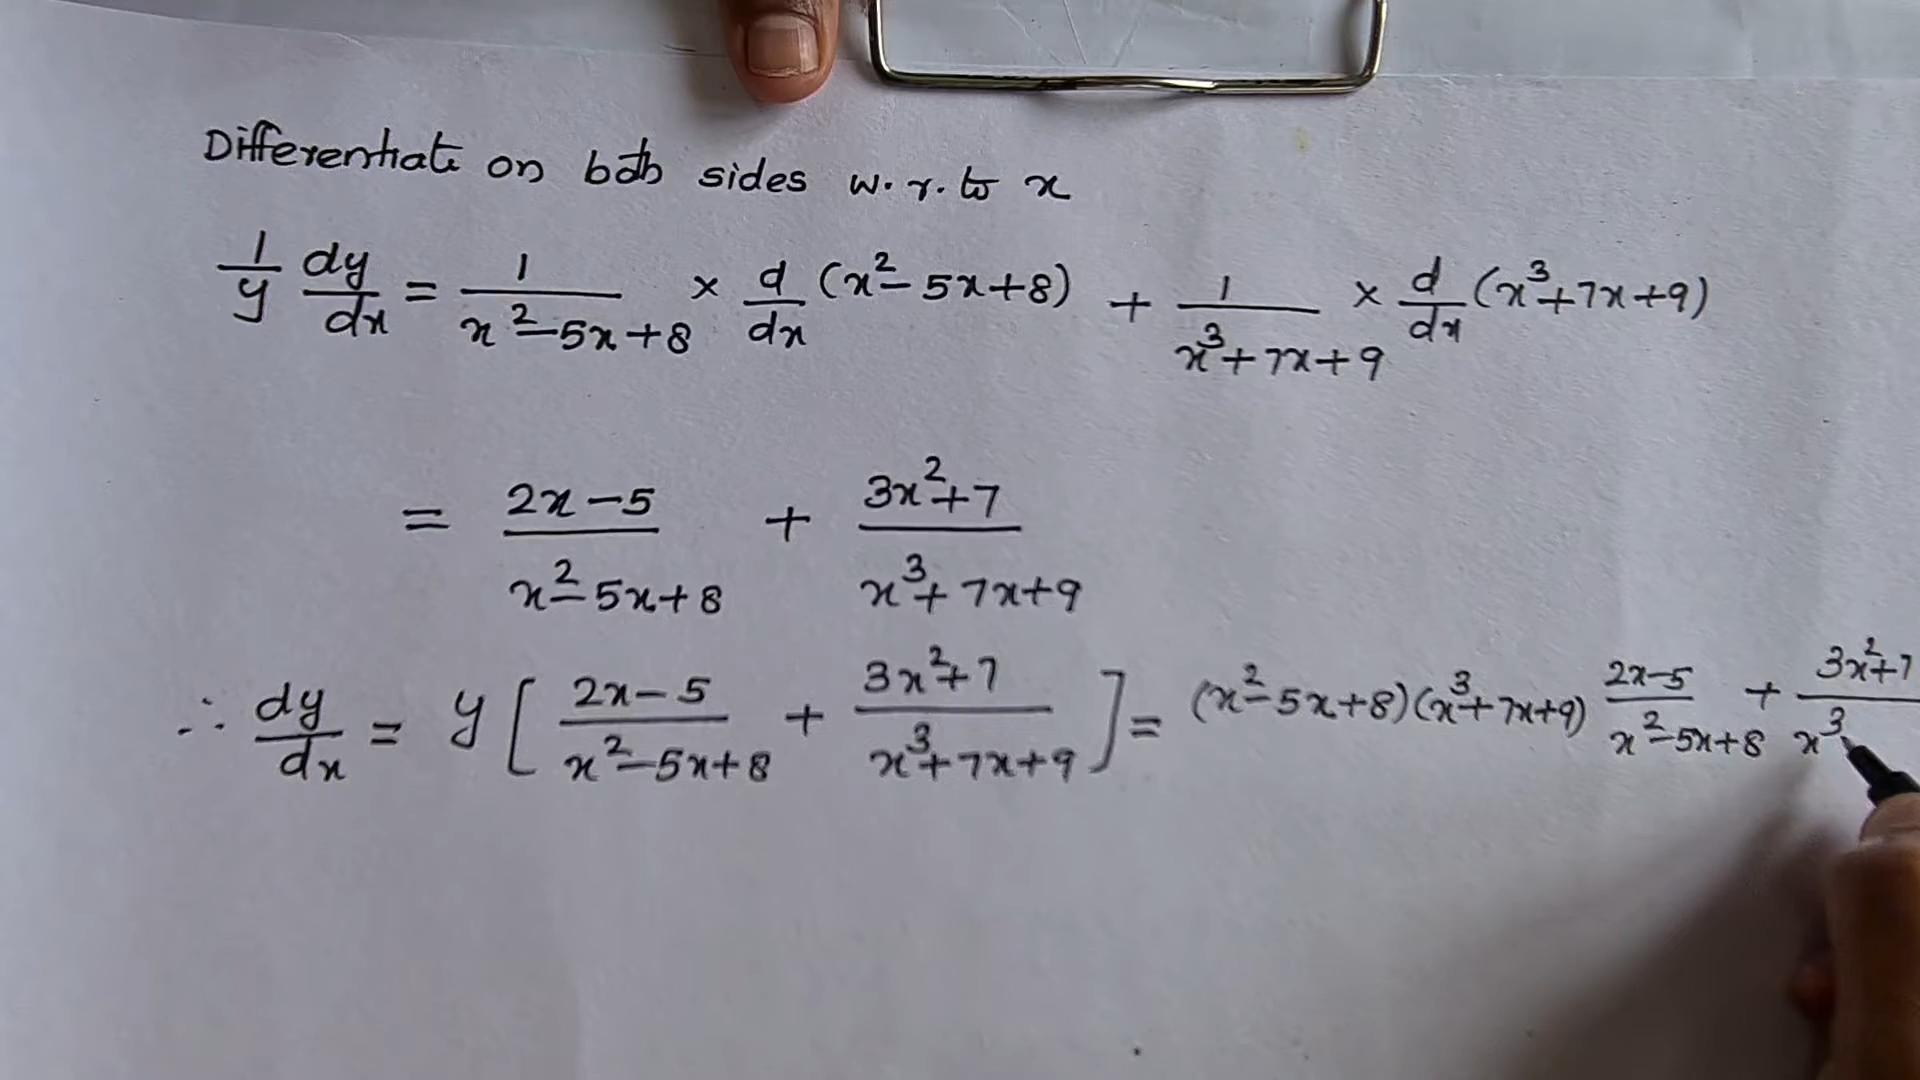 Differentiate on both sides w.r.to x
1/y dy/dx = 1/(x²-5x+8) × d/dx (x²-5x+8) + 1/(x³+7x+9) × d/dx (x³+7x+9)
= (2x-5)/(x²-5x+8) + (3x²+7)/(x³+7x+9)
∴ dy/dx = y [ (2x-5)/(x²-5x+8) + (3x²+7)/(x³+7x+9) ] = (x²-5x+8)(x³+7x+9) (2x-5)/(x²-5x+8) + (3x²+7)/x³